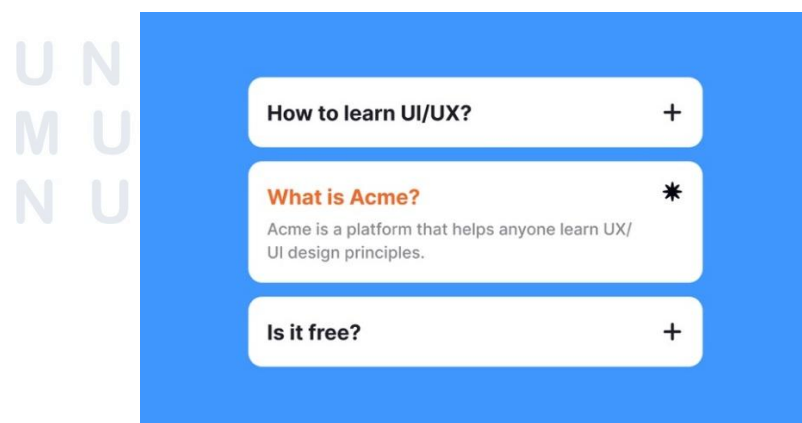 U N
M U
N U
How to learn UI/UX? +
What is Acme?
Acme is a platform that helps anyone learn UX/
UI design principles.
Is it free? +